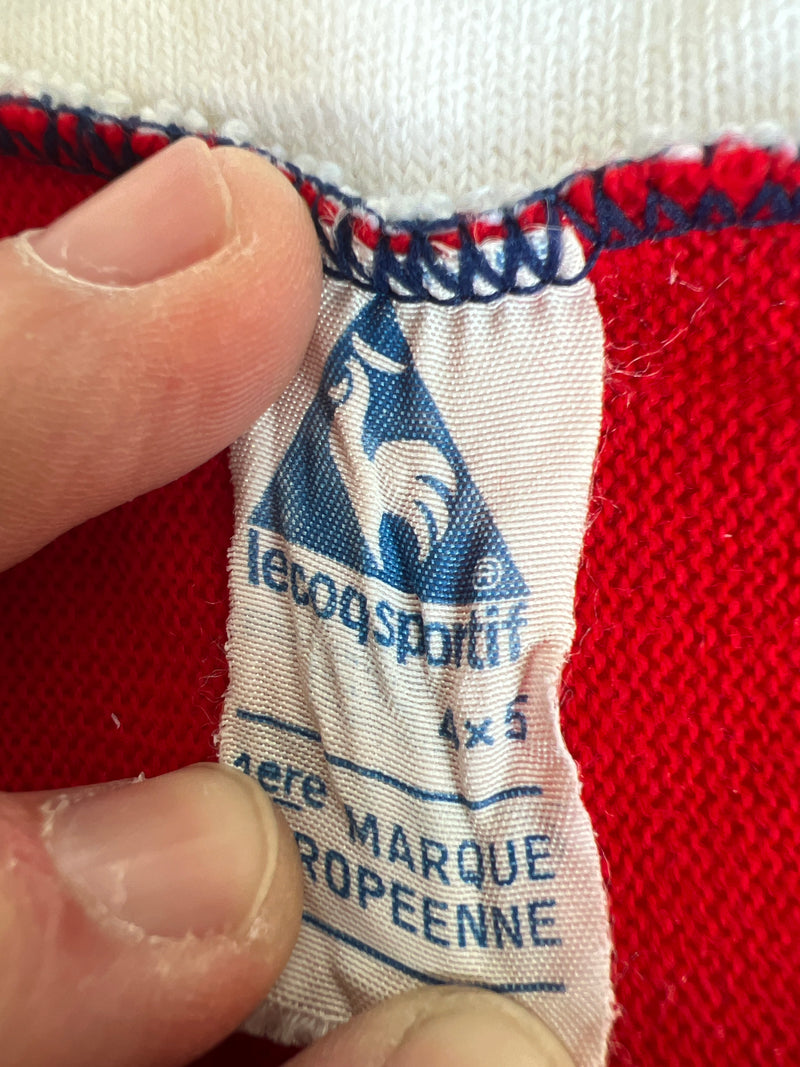 ®
lecoqsportif
4x5
1ere
MARQUE
ROPEENNE